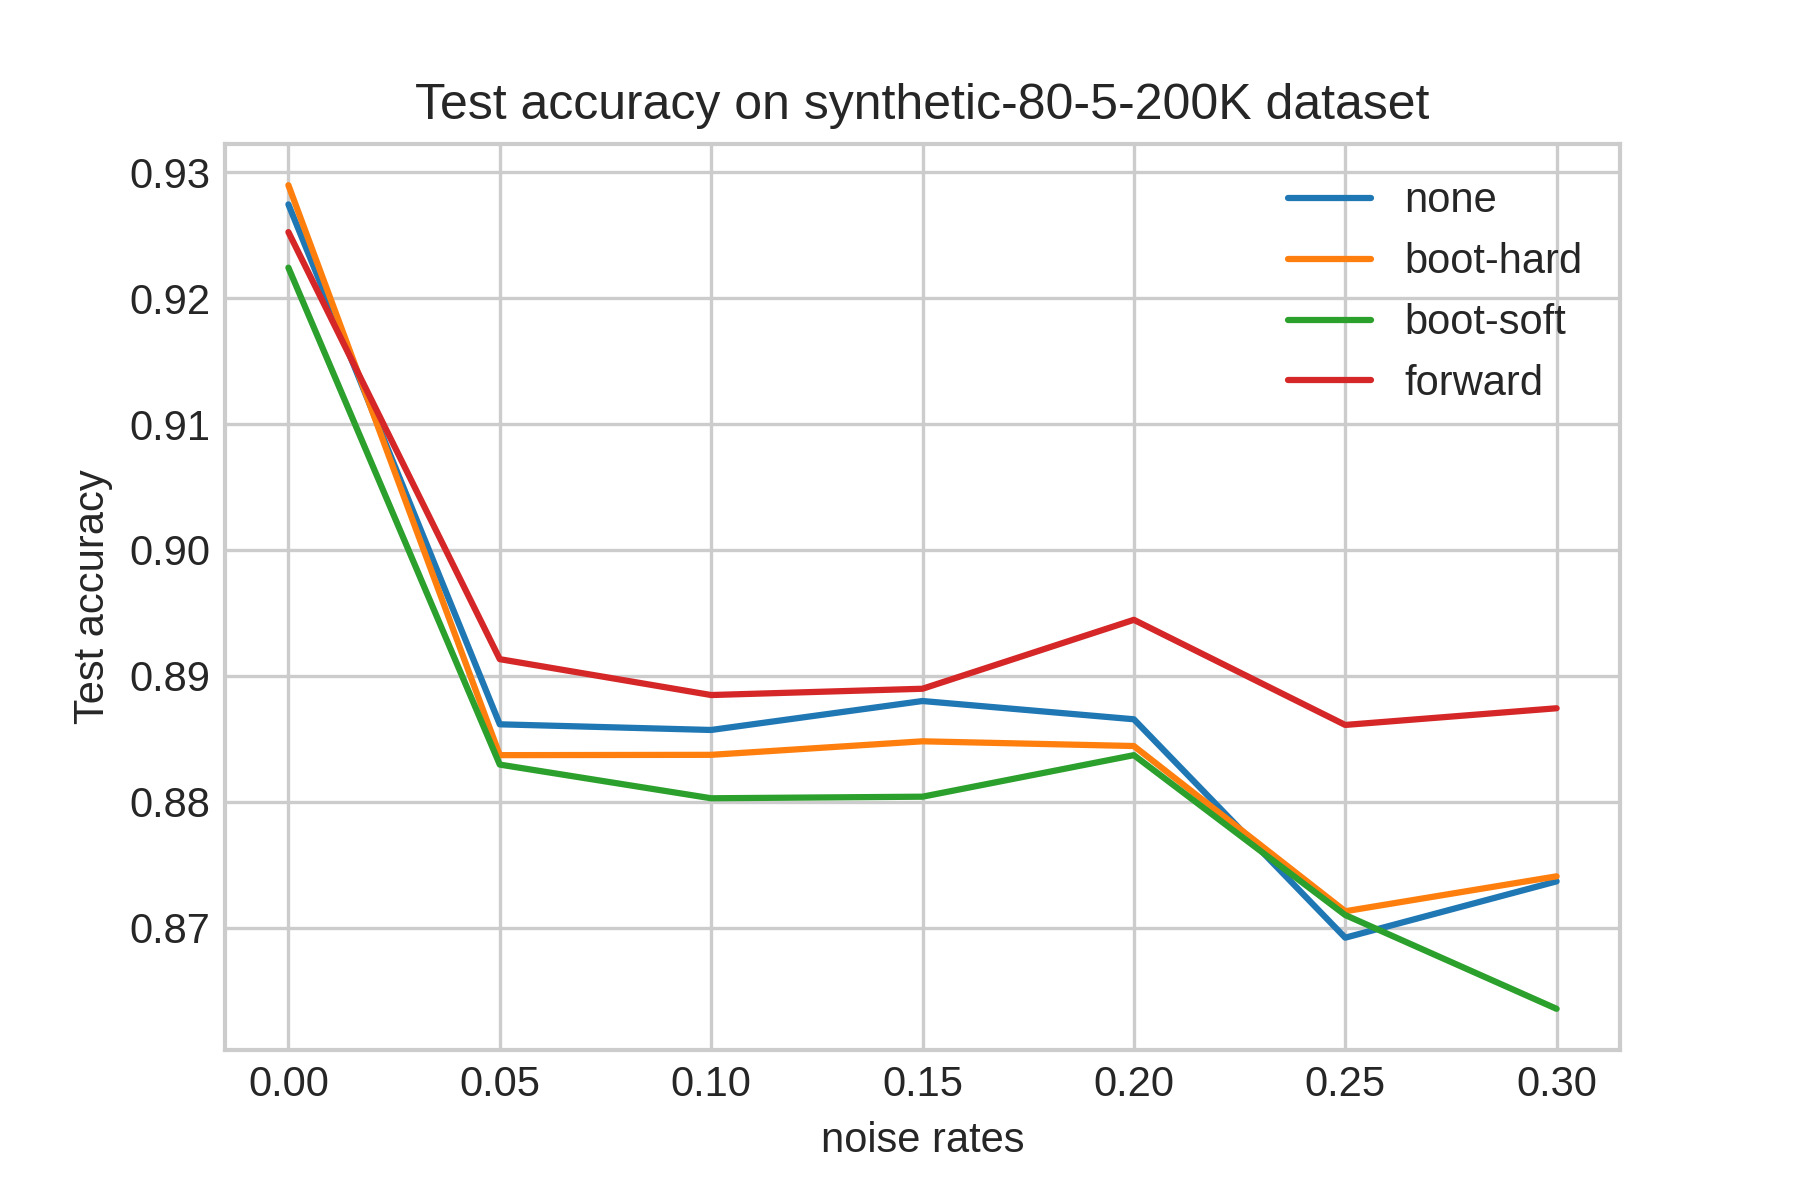 Test accuracy on synthetic-80-5-200K dataset
0.93
0.92
0.91
0.90
0.89
0.88
0.87
Test accuracy
none
boot-hard
boot-soft
forward
0.00 0.05 0.10 0.15 0.20 0.25 0.30
noise rates